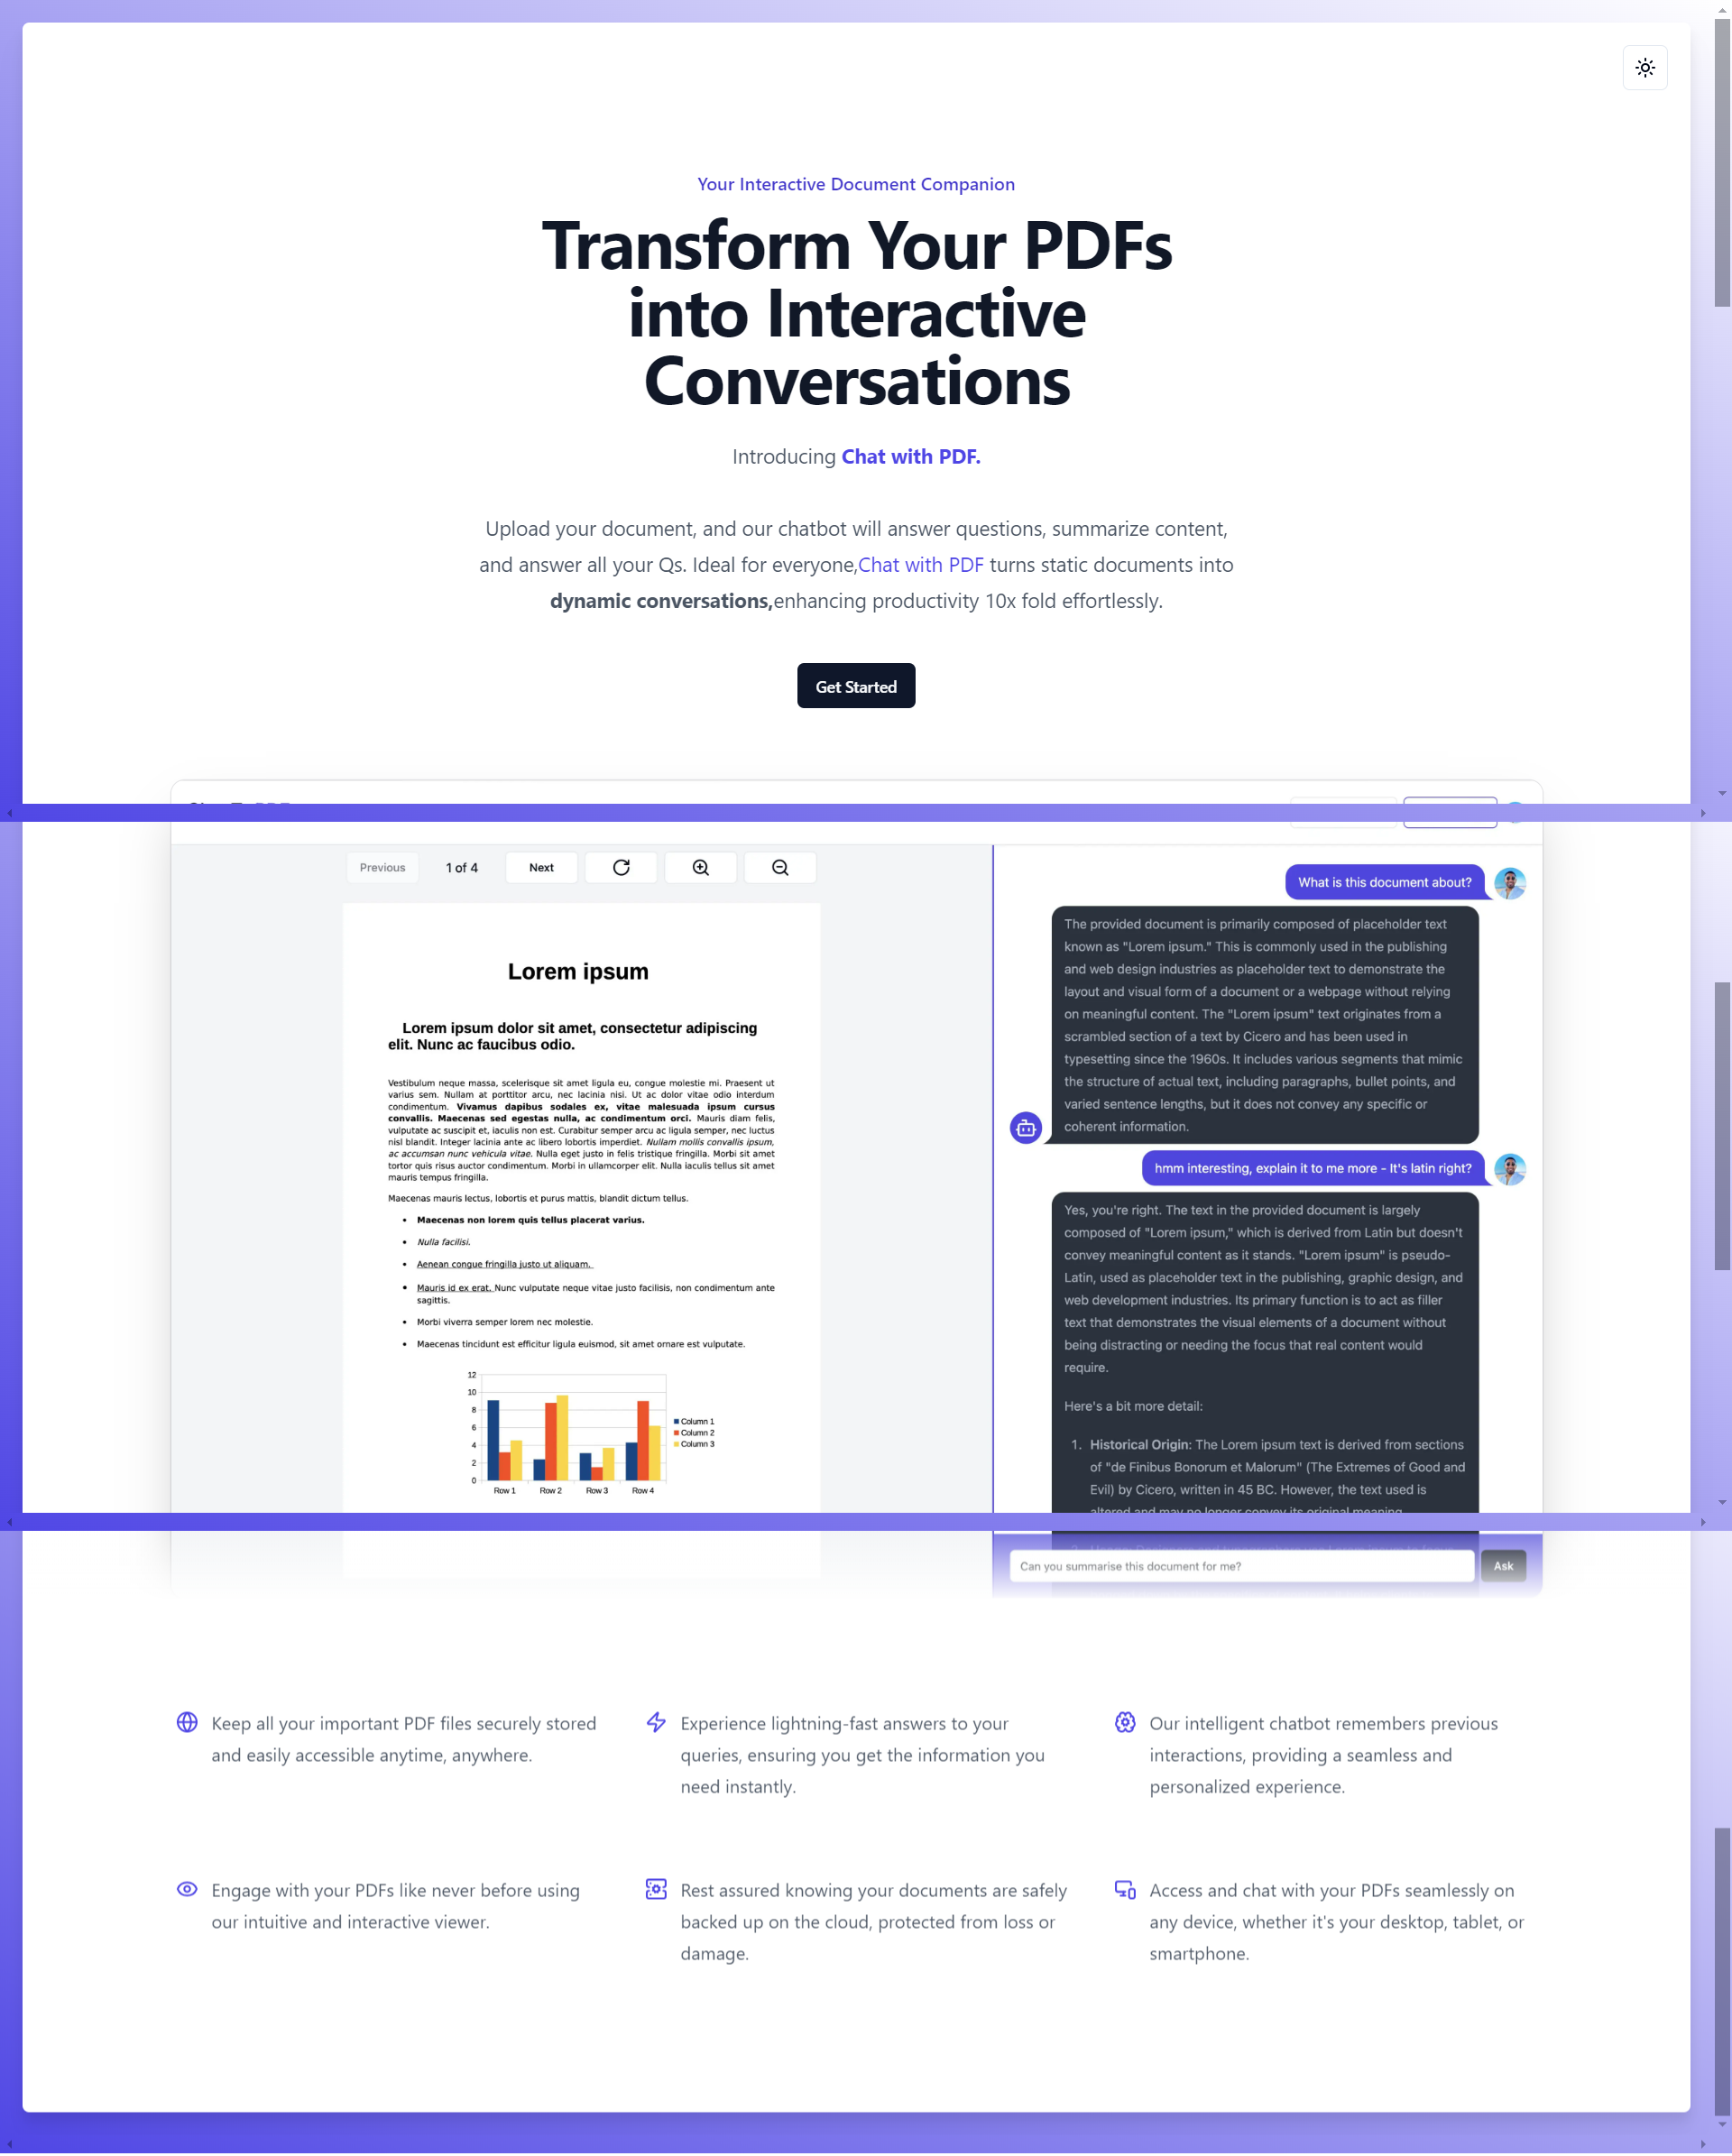 Your Interactive Document Companion
Transform Your PDFs
into Interactive
Conversations
Introducing Chat with PDF.
Upload your document, and our chatbot will answer questions, summarize content,
and answer all your Qs. Ideal for everyone,Chat with PDF turns static documents into
dynamic conversations,enhancing productivity 10x fold effortlessly.
Get Started
Previous
1 of 4
Next
Lorem ipsum
Lorem ipsum dolor sit amet, consectetur adipiscing
elit. Nunc ac faucibus odio.
Vestibulum neque massa, scelerisque sit amet ligula eu, congue molestie mi. Praesent ut
varius sem. Nullam at porttitor arcu, nec lacinia nisi. Ut ac dolor vitae odio interdum
condimentum. Vivamus dapibus sodales ex, vitae malesuada ipsum cursus
convallis. Maecenas sed egestas nulla, ac condimentum orci. Mauris diam felis,
vulputate ac suscipit et, iaculis non est. Curabitur semper arcu ac ligula semper, nec luctus
nisl blandit. Integer lacinia ante ac libero lobortis imperdiet. Nullam mollis convallis ipsum,
ac accumsan nunc vehicula vitae. Nulla eget justo in felis tristique fringilla. Morbi sit amet
tortor quis risus auctor condimentum. Morbi in ullamcorper elit. Nulla iaculis tellus sit amet
mauris tempus fringilla.
Maecenas mauris lectus, lobortis et purus mattis, blandit dictum tellus.
• Maecenas non lorem quis tellus placerat varius.
• Nulla facilisi.
• Aenean congue fringilla justo ut aliquam.
• Mauris id ex erat. Nunc vulputate neque vitae justo facilisis, non condimentum ante
sagittis.
• Morbi viverra semper lorem nec molestie.
• Maecenas tincidunt est efficitur ligula euismod, sit amet ornare est vulputate.
12
10
8
6
4
2
0
Row 1
Row 2
Row 3
Row 4
Column 1
Column 2
Column 3
What is this document about?
The provided document is primarily composed of placeholder text
known as "Lorem ipsum." This is commonly used in the publishing
and web design industries as placeholder text to demonstrate the
layout and visual form of a document or a webpage without relying
on meaningful content. The "Lorem ipsum" text originates from a
scrambled section of a text by Cicero and has been used in
typesetting since the 1960s. It includes various segments that mimic
the structure of actual text, including paragraphs, bullet points, and
varied sentence lengths, but it does not convey any specific or
coherent information.
hmm interesting, explain it to me more - It's latin right?
Yes, you're right. The text in the provided document is largely
composed of "Lorem ipsum," which is derived from Latin but doesn't
convey meaningful content as it stands. "Lorem ipsum" is pseudo-
Latin, used as placeholder text in the publishing, graphic design, and
web development industries. Its primary function is to act as filler
text that demonstrates the visual elements of a document without
being distracting or needing the focus that real content would
require.
Here's a bit more detail:
1. Historical Origin: The Lorem ipsum text is derived from sections
of "de Finibus Bonorum et Malorum" (The Extremes of Good and
Evil) by Cicero, written in 45 BC. However, the text used is
altered and may no longer convey its original meaning.
Can you summarise this document for me?
Ask
Keep all your important PDF files securely stored
and easily accessible anytime, anywhere.
Experience lightning-fast answers to your
queries, ensuring you get the information you
need instantly.
Our intelligent chatbot remembers previous
interactions, providing a seamless and
personalized experience.
Engage with your PDFs like never before using
our intuitive and interactive viewer.
Rest assured knowing your documents are safely
backed up on the cloud, protected from loss or
damage.
Access and chat with your PDFs seamlessly on
any device, whether it's your desktop, tablet, or
smartphone.